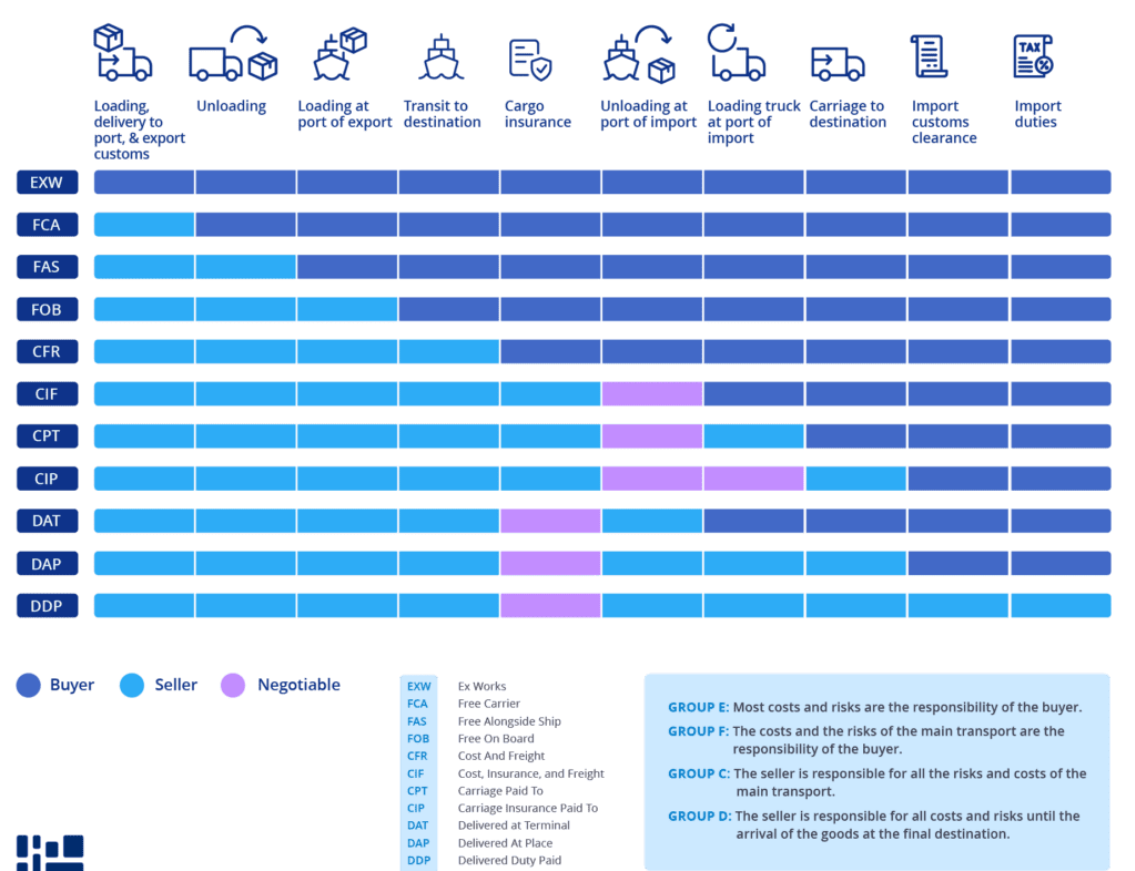 Loading,
delivery to
port, & export
customs
Unloading
Loading at
port of export
Transit to
destination
Cargo
insurance
Unloading at
port of import
Loading truck
at port of
import
Carriage to
destination
Import
customs
clearance
TAX
%
Import
duties
EXW
FCA
FAS
FOB
CFR
CIF
CPT
CIP
DAT
DAP
DDP
Buyer
Seller
Negotiable
EXW Ex Works
FCA Free Carrier
FAS Free Alongside Ship
FOB Free On Board
CFR Cost And Freight
CIF Cost, Insurance, and Freight
CPT Carriage Paid To
CIP Carriage Insurance Paid To
DAT Delivered at Terminal
DAP Delivered At Place
DDP Delivered Duty Paid
GROUP E: Most costs and risks are the responsibility of the buyer.
GROUP F: The costs and the risks of the main transport are the
responsibility of the buyer.
GROUP C: The seller is responsible for all the risks and costs of the
main transport.
GROUP D: The seller is responsible for all costs and risks until the
arrival of the goods at the final destination.